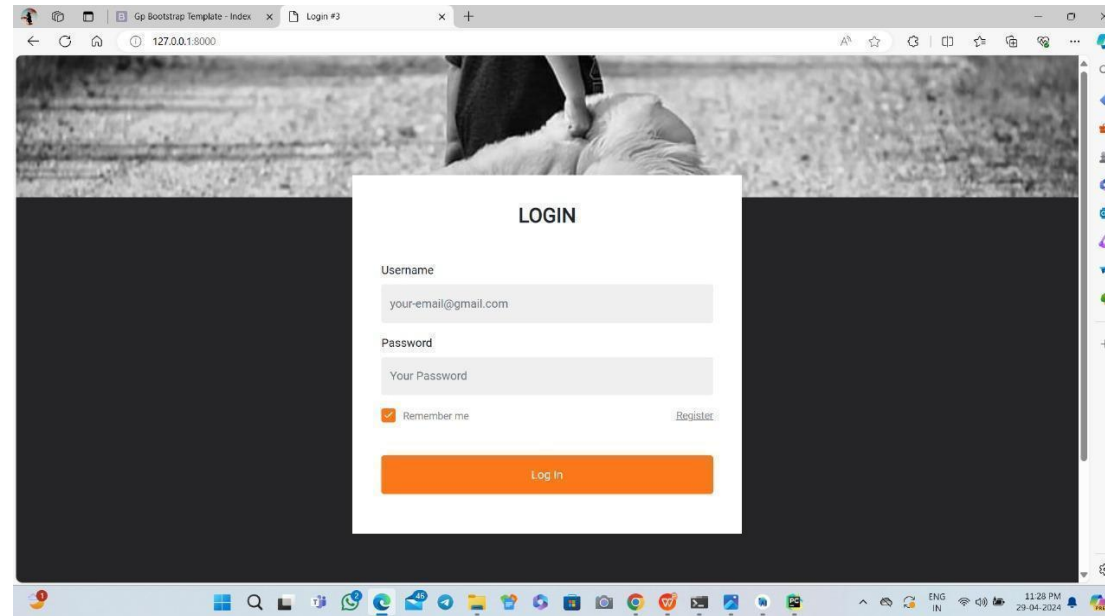 Gp Bootstrap Template - Index
Login #3
127.0.0.1:8000
LOGIN
Username
your-email@gmail.com
Password
Your Password
Remember me
Register
Log In
ENG
IN
11:28 PM
29-04-2024